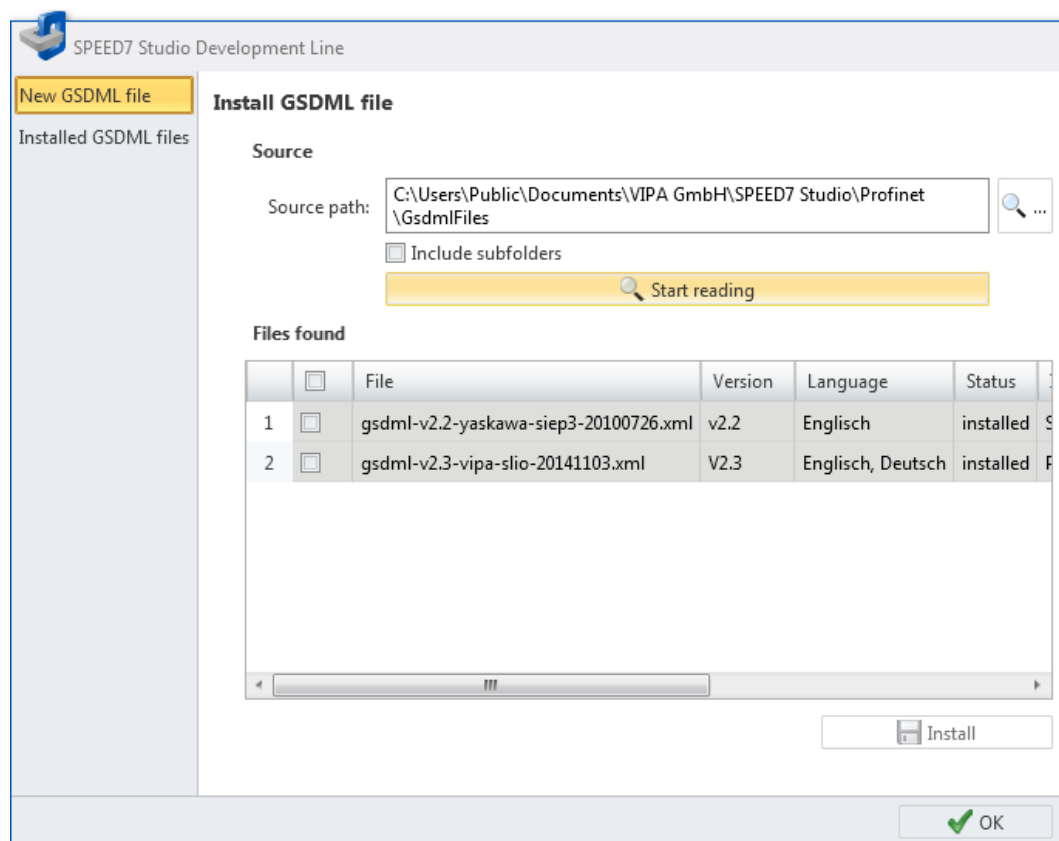 SPEED7 Studio Development Line
New GSDML file
Installed GSDML files
Install GSDML file
Source
Source path:
C:\Users\Public\Documents\VIPA GmbH\SPEED7 Studio\Profinet
\GsdmlFiles
...
Include subfolders
Start reading
Files found
File Version Language Status
1 gsdml-v2.2-yaskawa-siep3-20100726.xml v2.2 Englisch installed
2 gsdml-v2.3-vipa-slio-20141103.xml V2.3 Englisch, Deutsch installed
Install
OK